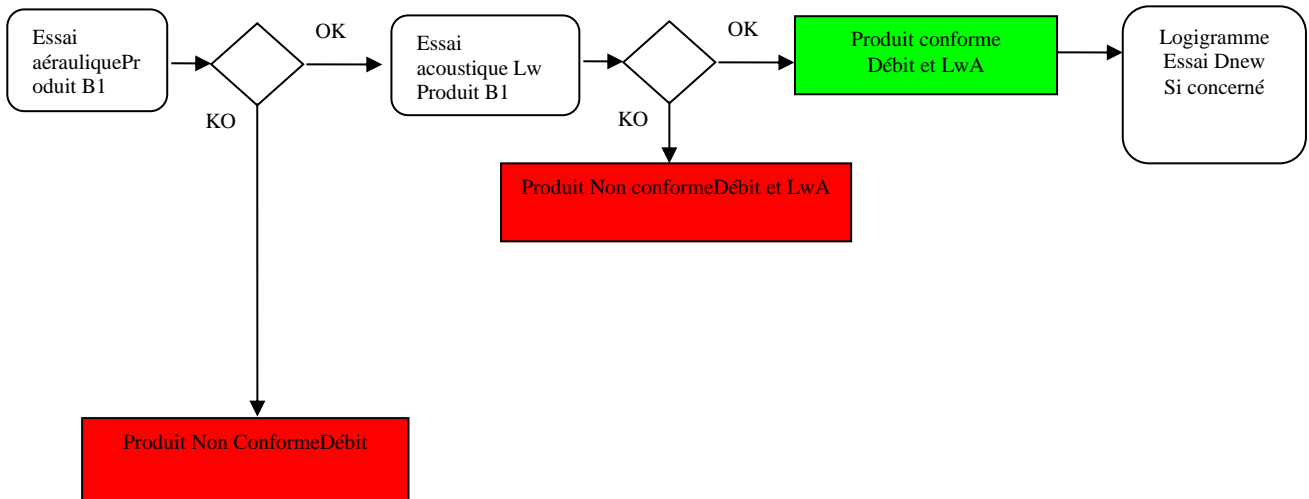 Essai
aérauliquePr
oduit B1
OK
KO
Essai
acoustique Lw
Produit B1
OK
KO
Produit conforme
Débit et LwA
Logigramme
Essai Dnew
Si concerné
Produit Non conformeDébit et LwA
Produit Non ConformeDébit